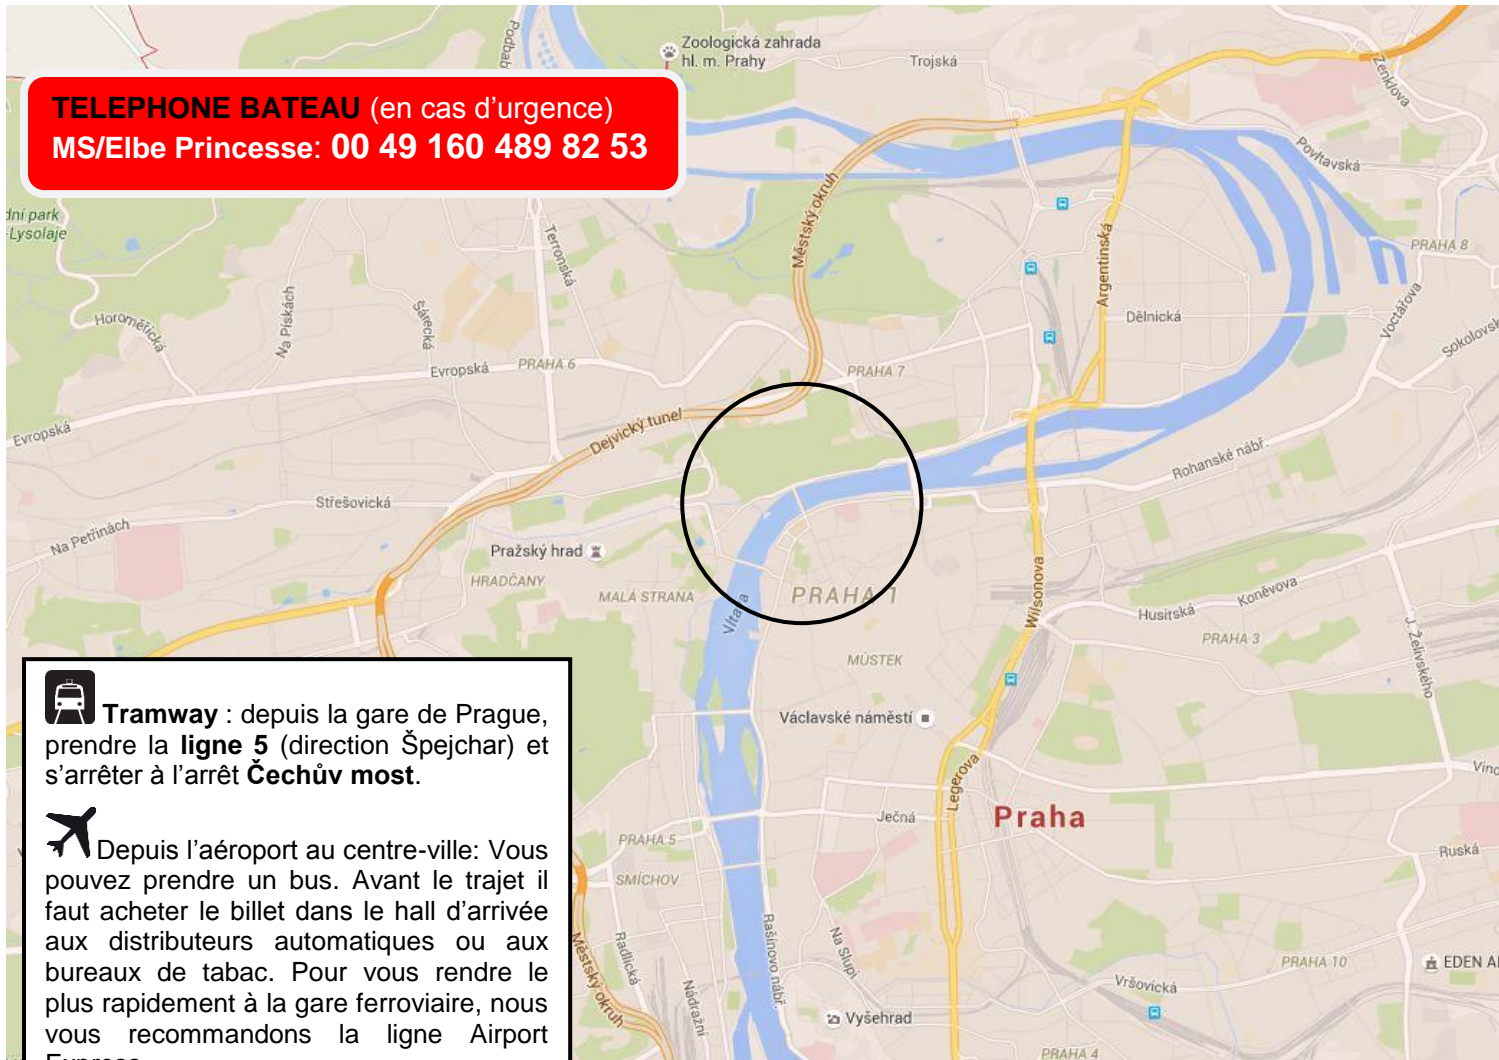 Zoologická zahrada
hl. m. Prahy
Trojská
Zenklova
TELEPHONE BATEAU (en cas d’urgence)
MS/Elbe Princesse: 00 49 160 489 82 53
Povltavská
dní park
-Lysolaje
Terronská
Městský okruh
PRAHA 8
Argentinská
Horoměřická
Na Pískách
Šárecká
Dělnická
Voctářova
Evropská
PRAHA 6
PRAHA 7
Evropská
Dejvický tunel
Rohanské nábř.
Střešovická
Na Petřinách
Pražský hrad
HRADČANY
MALÁ STRANA
PRAHA 1
Vltava
Wilsonova
Husitská
Koněvova
PRAHA 3
J. Želivského
MŮSTEK
Václavské náměstí
Legerova
Praha
Ječná
Ruská
PRAHA 5
SMÍCHOV
Radlická
Městský okruh
Nádražní
Rašínovo nábř.
Na Slupi
Vyšehrad
Vršovická
PRAHA 10
PRAHA 4
Tramway : depuis la gare de Prague,
prendre la ligne 5 (direction Špejchar) et
s’arrêter à l’arrêt Čechův most.
Depuis l’aéroport au centre-ville: Vous
pouvez prendre un bus. Avant le trajet il
faut acheter le billet dans le hall d’arrivée
aux distributeurs automatiques ou aux
bureaux de tabac. Pour vous rendre le
plus rapidement à la gare ferroviaire, nous
vous recommandons la ligne Airport